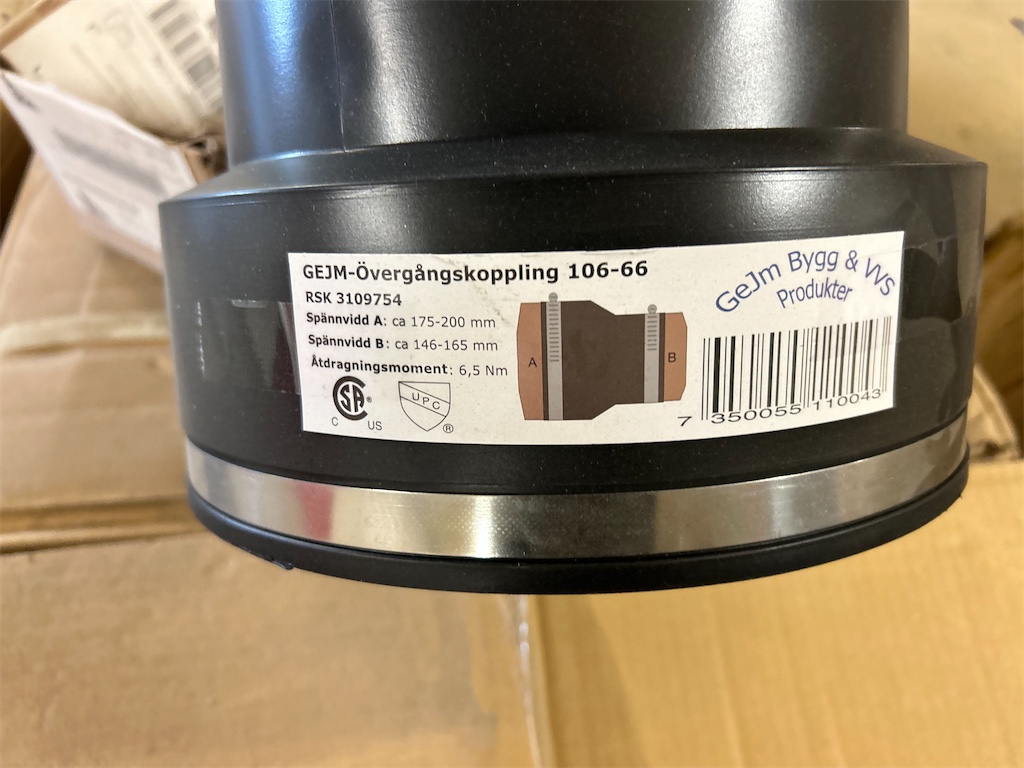 GEJM-Övergångskoppling 106-66
RSK 3109754
Spännvidd A: ca 175-200 mm
Spännvidd B: ca 146-165 mm
Åtdragningsmoment: 6,5 Nm
GeJm Bygg & VVS
Produkter
A
B
SA ®
C US
UPC
®
7 350055 110043